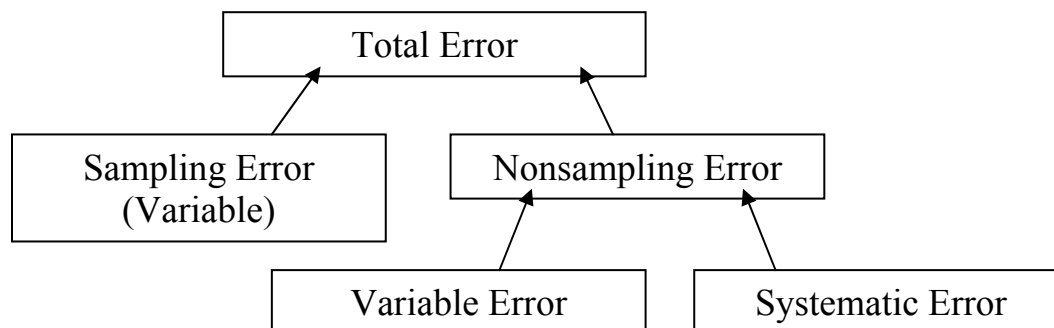 Total Error
Sampling Error
(Variable)
Nonsampling Error
Variable Error
Systematic Error